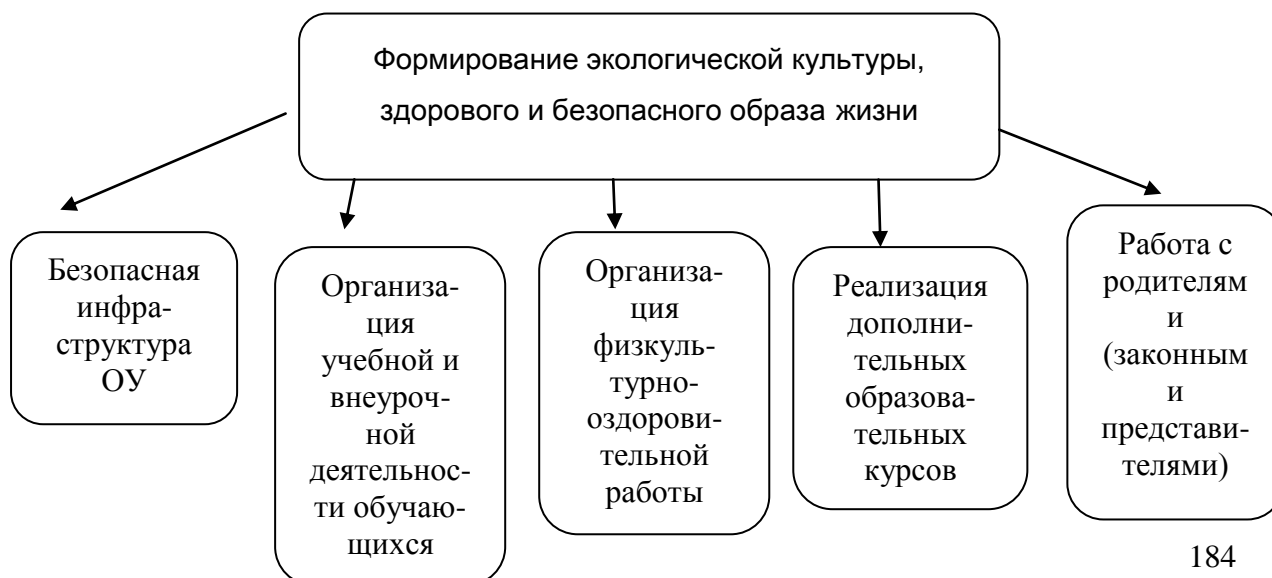 Формирование экологической культуры,
здорового и безопасного образа жизни
Безопасная
инфра-
структура
ОУ
Организа-
ция
учебной и
внеуроч-
ной
деятельнос-
ти обучаю-
щихся
Организа-
ция
физкуль-
турно-
оздорови-
тельной
работы
Реализация
дополни-
тельных
образова-
тельных
курсов
Работа с
родителям
и
(законным
и
представи-
телями)
184